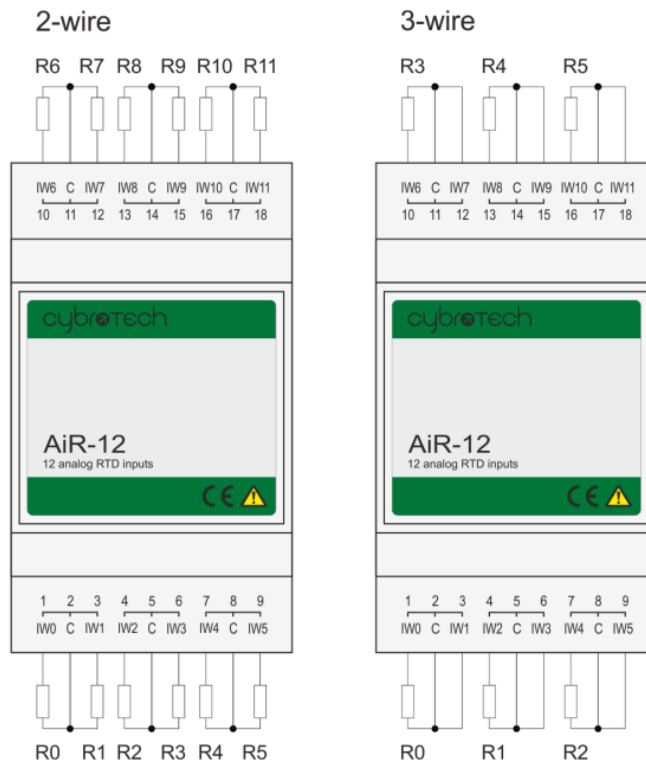 2-wire 3-wire
R6 R7 R8 R9 R10 R11 R3 R4 R5
IW6 C IW7 IW8 C IW9 IW10 C IW11 IW6 C IW7 IW8 C IW9 IW10 C IW11
10 11 12 13 14 15 16 17 18 10 11 12 13 14 15 16 17 18
cybrotech cybrotech
AiR-12 AiR-12
12 analog RTD inputs 12 analog RTD inputs
CE ! CE !
1 2 3 4 5 6 7 8 9 1 2 3 4 5 6 7 8 9
IW0 C IW1 IW2 C IW3 IW4 C IW5 IW0 C IW1 IW2 C IW3 IW4 C IW5
R0 R1 R2 R3 R4 R5 R0 R1 R2